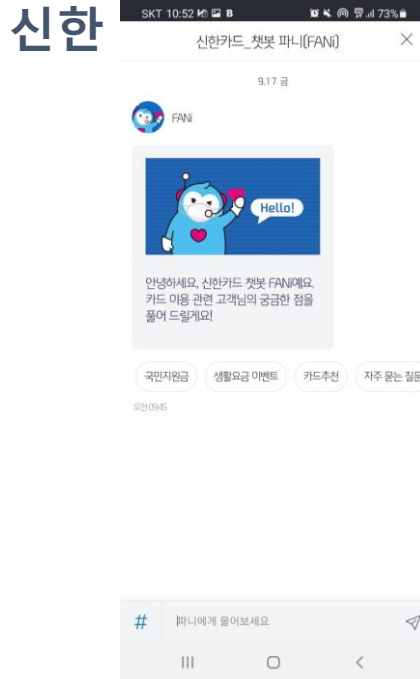 신한
SKT 10:52 B 73%
신한카드_챗봇 파니(FANi)
9.17 금
FANi
Hello!
안녕하세요, 신한카드 챗봇 FANi예요.
카드 이용 관련 고객님의 궁금한 점을
풀어 드릴게요!
국민지원금 생활요금 이벤트 카드추천 자주 묻는 질문
오전 09:45
# 파니에게 물어보세요